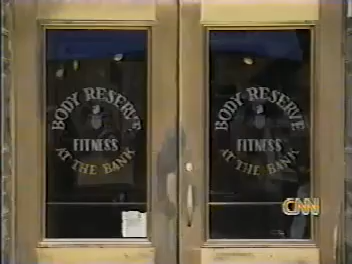 BODY RESERVE
FITNESS
AT THE BANK
BODY RESERVE
FITNESS
AT THE BANK
CNN